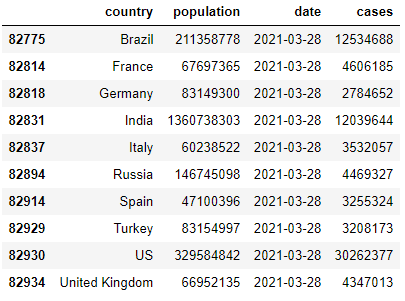 country population date cases
82775 Brazil 211358778 2021-03-28 12534688
82814 France 67697365 2021-03-28 4606185
82818 Germany 83149300 2021-03-28 2784652
82831 India 1360738303 2021-03-28 12039644
82837 Italy 60238522 2021-03-28 3532057
82894 Russia 146745098 2021-03-28 4469327
82914 Spain 47100396 2021-03-28 3255324
82929 Turkey 83154997 2021-03-28 3208173
82930 US 329584842 2021-03-28 30262377
82934 United Kingdom 66952135 2021-03-28 4347013